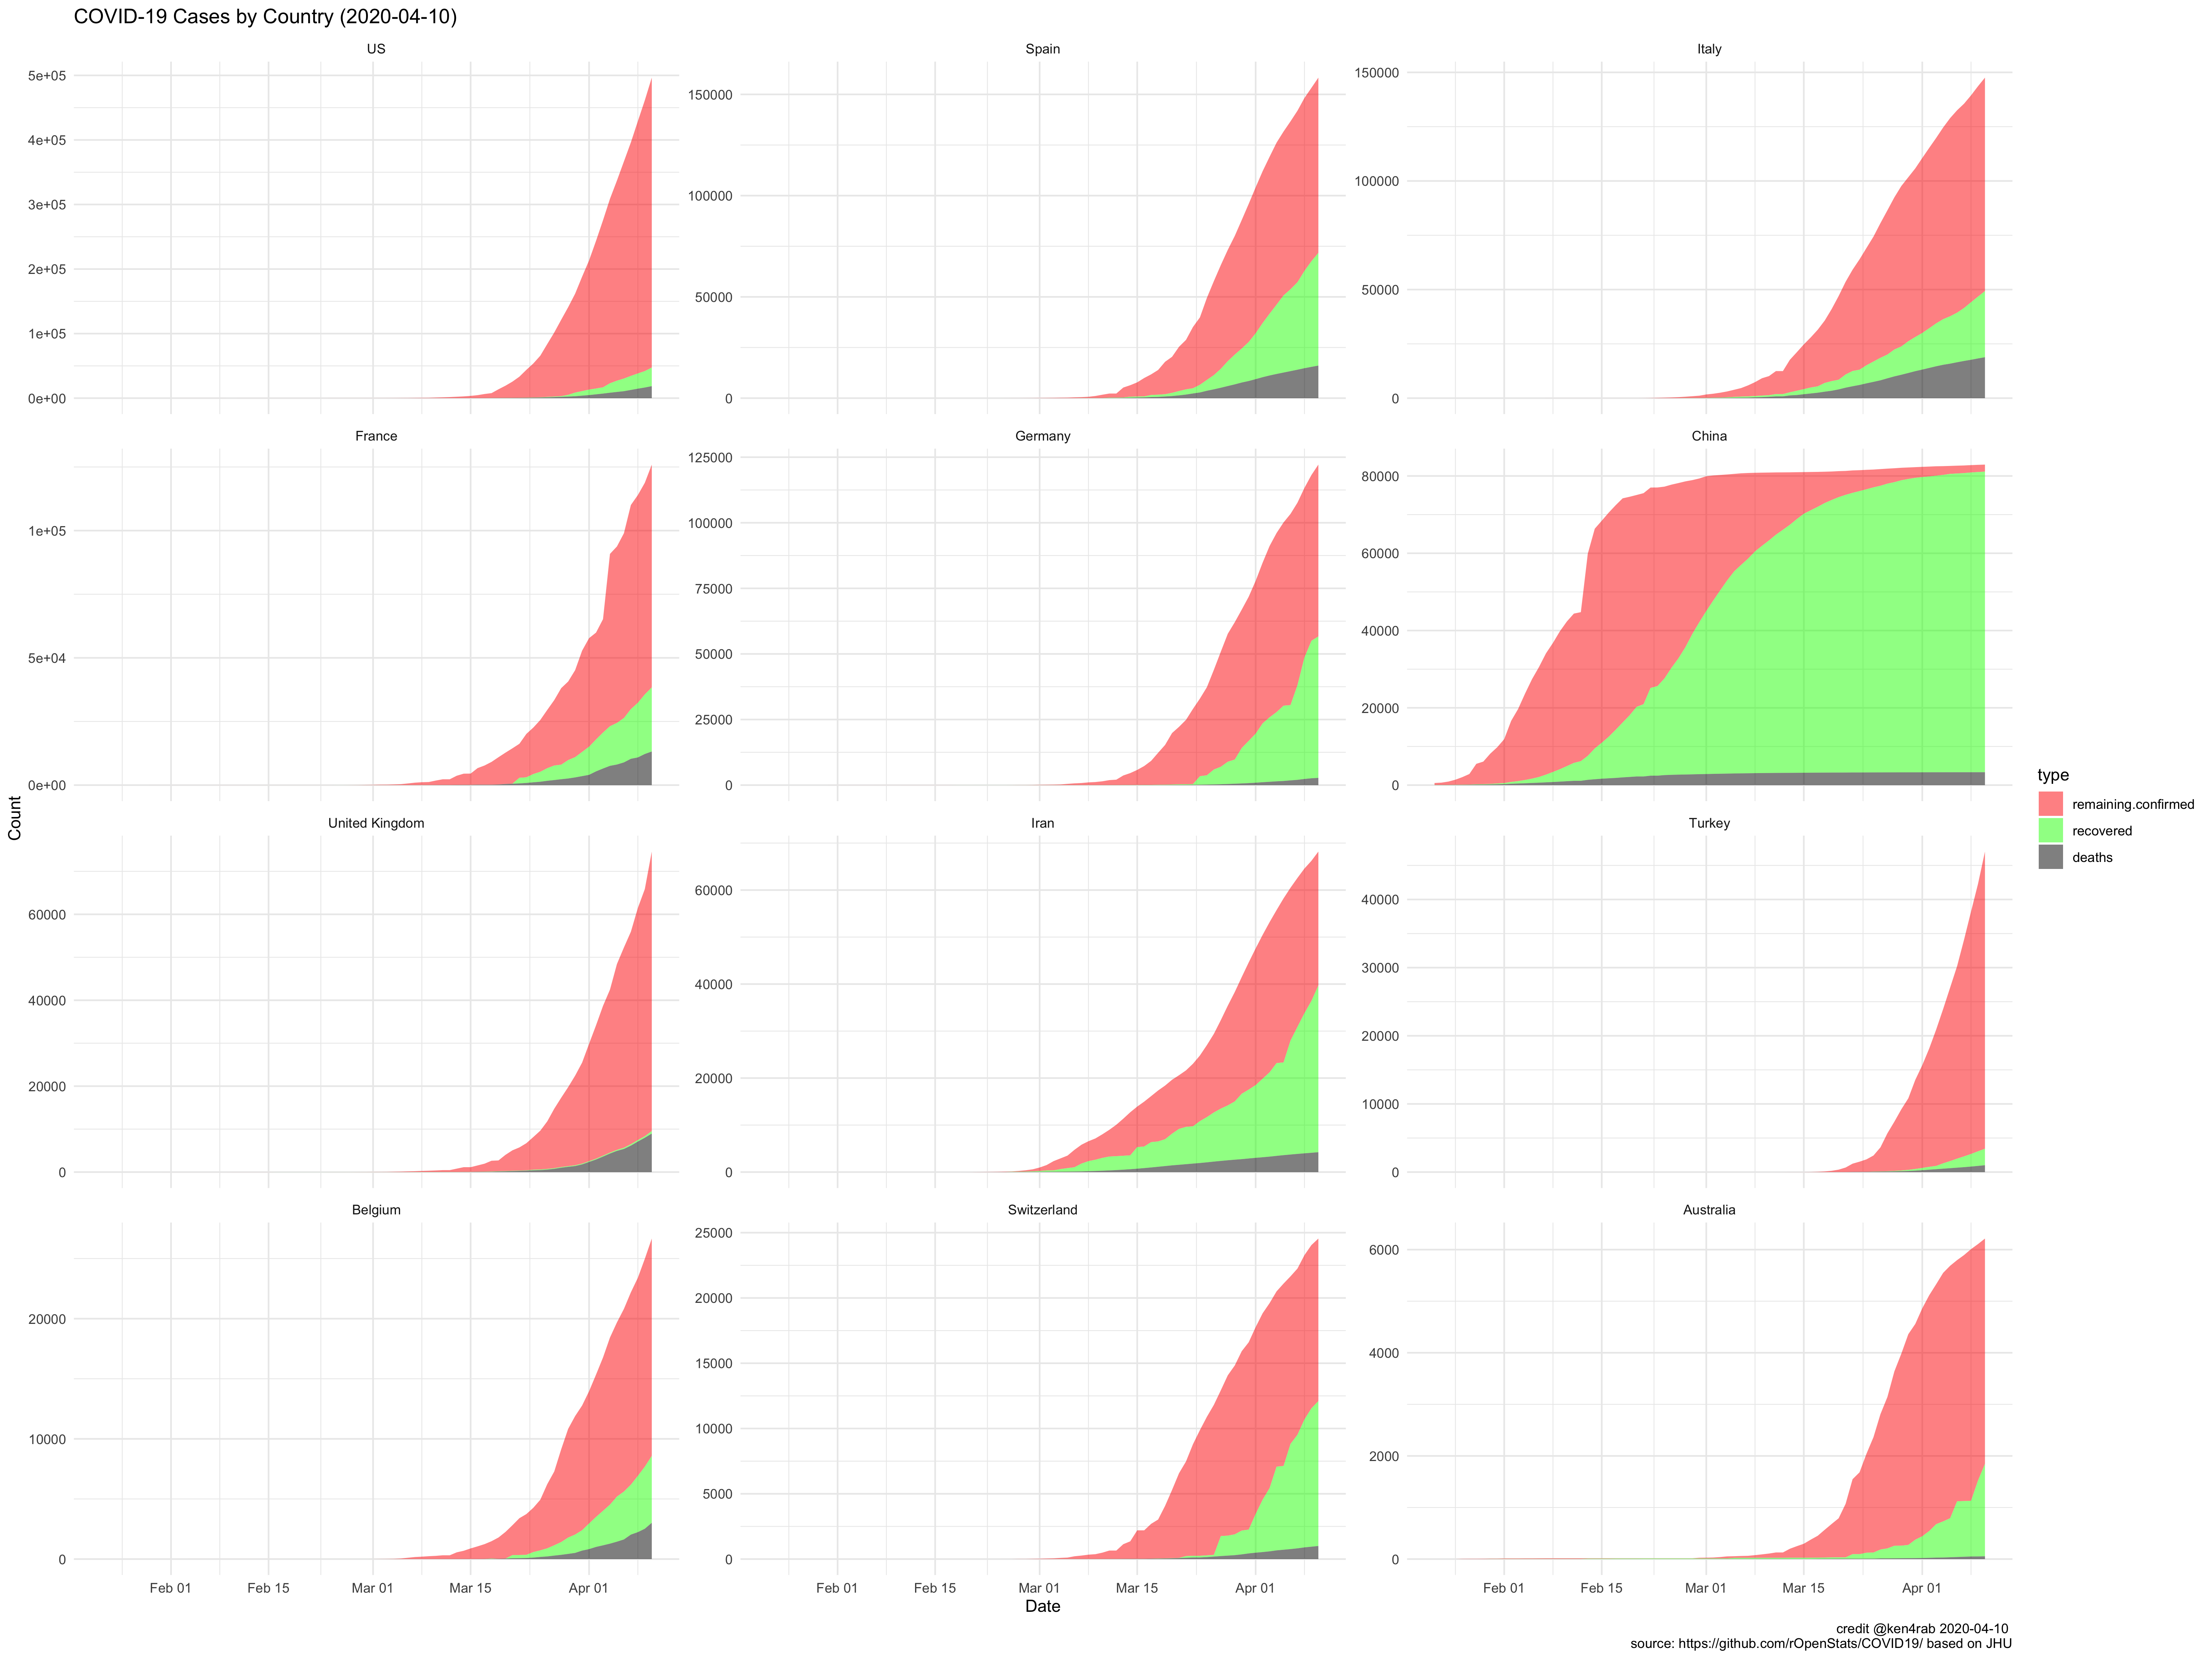 COVID-19 Cases by Country (2020-04-10)
US
Spain
Italy
5e+05
4e+05
3e+05
2e+05
1e+05
0e+00
150000
100000
50000
0
150000
100000
50000
0
France
Germany
China
1e+05
5e+04
0e+00
125000
100000
75000
50000
25000
0
80000
60000
40000
20000
0
Count
United Kingdom
Iran
Turkey
60000
40000
20000
0
60000
40000
20000
0
40000
30000
20000
10000
0
Belgium
Switzerland
Australia
20000
10000
0
25000
20000
15000
10000
5000
0
6000
4000
2000
0
Feb 01 Feb 15 Mar 01 Mar 15 Apr 01
Feb 01 Feb 15 Mar 01 Mar 15 Apr 01
Feb 01 Feb 15 Mar 01 Mar 15 Apr 01
Date
type
remaining.confirmed
recovered
deaths
credit @ken4rab 2020-04-10
source: https://github.com/rOpenStats/COVID19/ based on JHU